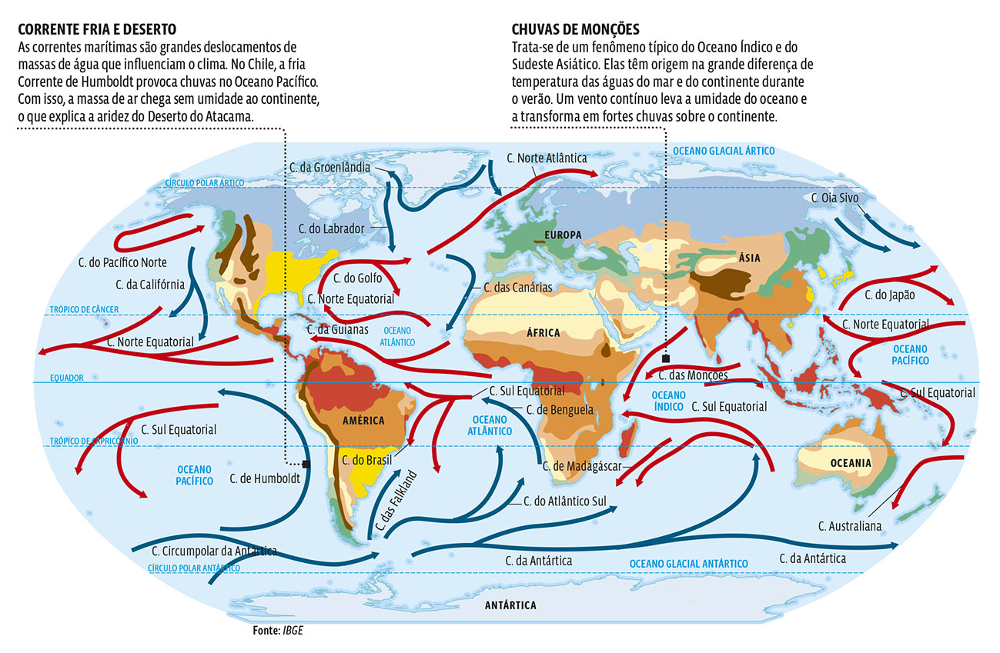 CORRENTE FRIA E DESERTO
As correntes marítimas são grandes deslocamentos de
massas de água que influenciam o clima. No Chile, a fria
Corrente de Humboldt provoca chuvas no Oceano Pacífico.
Com isso, a massa de ar chega sem umidade ao continente,
o que explica a aridez do Deserto do Atacama.
CHUVAS DE MONÇÕES
Trata-se de um fenômeno típico do Oceano Índico e do
Sudeste Asiático. Elas têm origem na grande diferença de
temperatura das águas do mar e do continente durante
o verão. Um vento contínuo leva a umidade do oceano e
a transforma em fortes chuvas sobre o continente.
OCEANO GLACIAL ÁRTICO
C. Norte Atlântica
C. da Groenlândia
CÍRCULO POLAR ÁRTICO
C. Oia Sivo
C. do Labrador
EUROPA
ÁSIA
C. do Pacífico Norte
C. do Golfo
C. da Califórnia
C. das Canárias
C. do Japão
C. Norte Equatorial
TRÓPICO DE CÂNCER
C. Norte Equatorial
C. da Guianas
OCEANO
ATLÂNTICO
ÁFRICA
C. Norte Equatorial
OCEANO
PACÍFICO
C. das Monções
EQUADOR
C. Sul Equatorial
OCEANO
ÍNDICO
C. Sul Equatorial
C. Sul Equatorial
C. de Benguela
AMÉRICA
OCEANO
ATLÂNTICO
C. Sul Equatorial
TRÓPICO DE CAPRICÓRNIO
C. do Brasil
C. de Madagáscar
OCEANIA
OCEANO
PACÍFICO
C. de Humboldt
C. das Falkland
C. do Atlântico Sul
C. Australiana
C. Circumpolar da Antártica
C. da Antártica
C. da Antártica
CÍRCULO POLAR ANTÁRTICO
OCEANO GLACIAL ANTÁRTICO
ANTÁRTICA
Fonte: IBGE